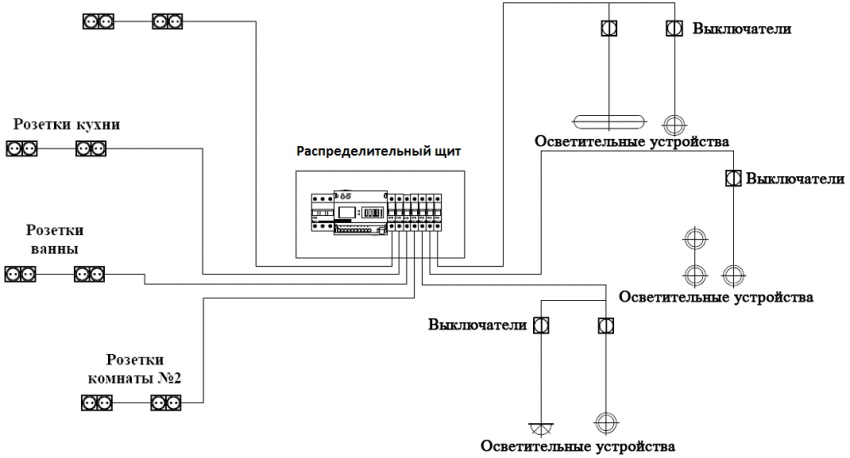 Выключатели
Розетки кухни
Осветительные устройства
Распределительный щит
Выключатели
Розетки
ванны
Осветительные устройства
Выключатели
Розетки
комнаты №2
Осветительные устройства